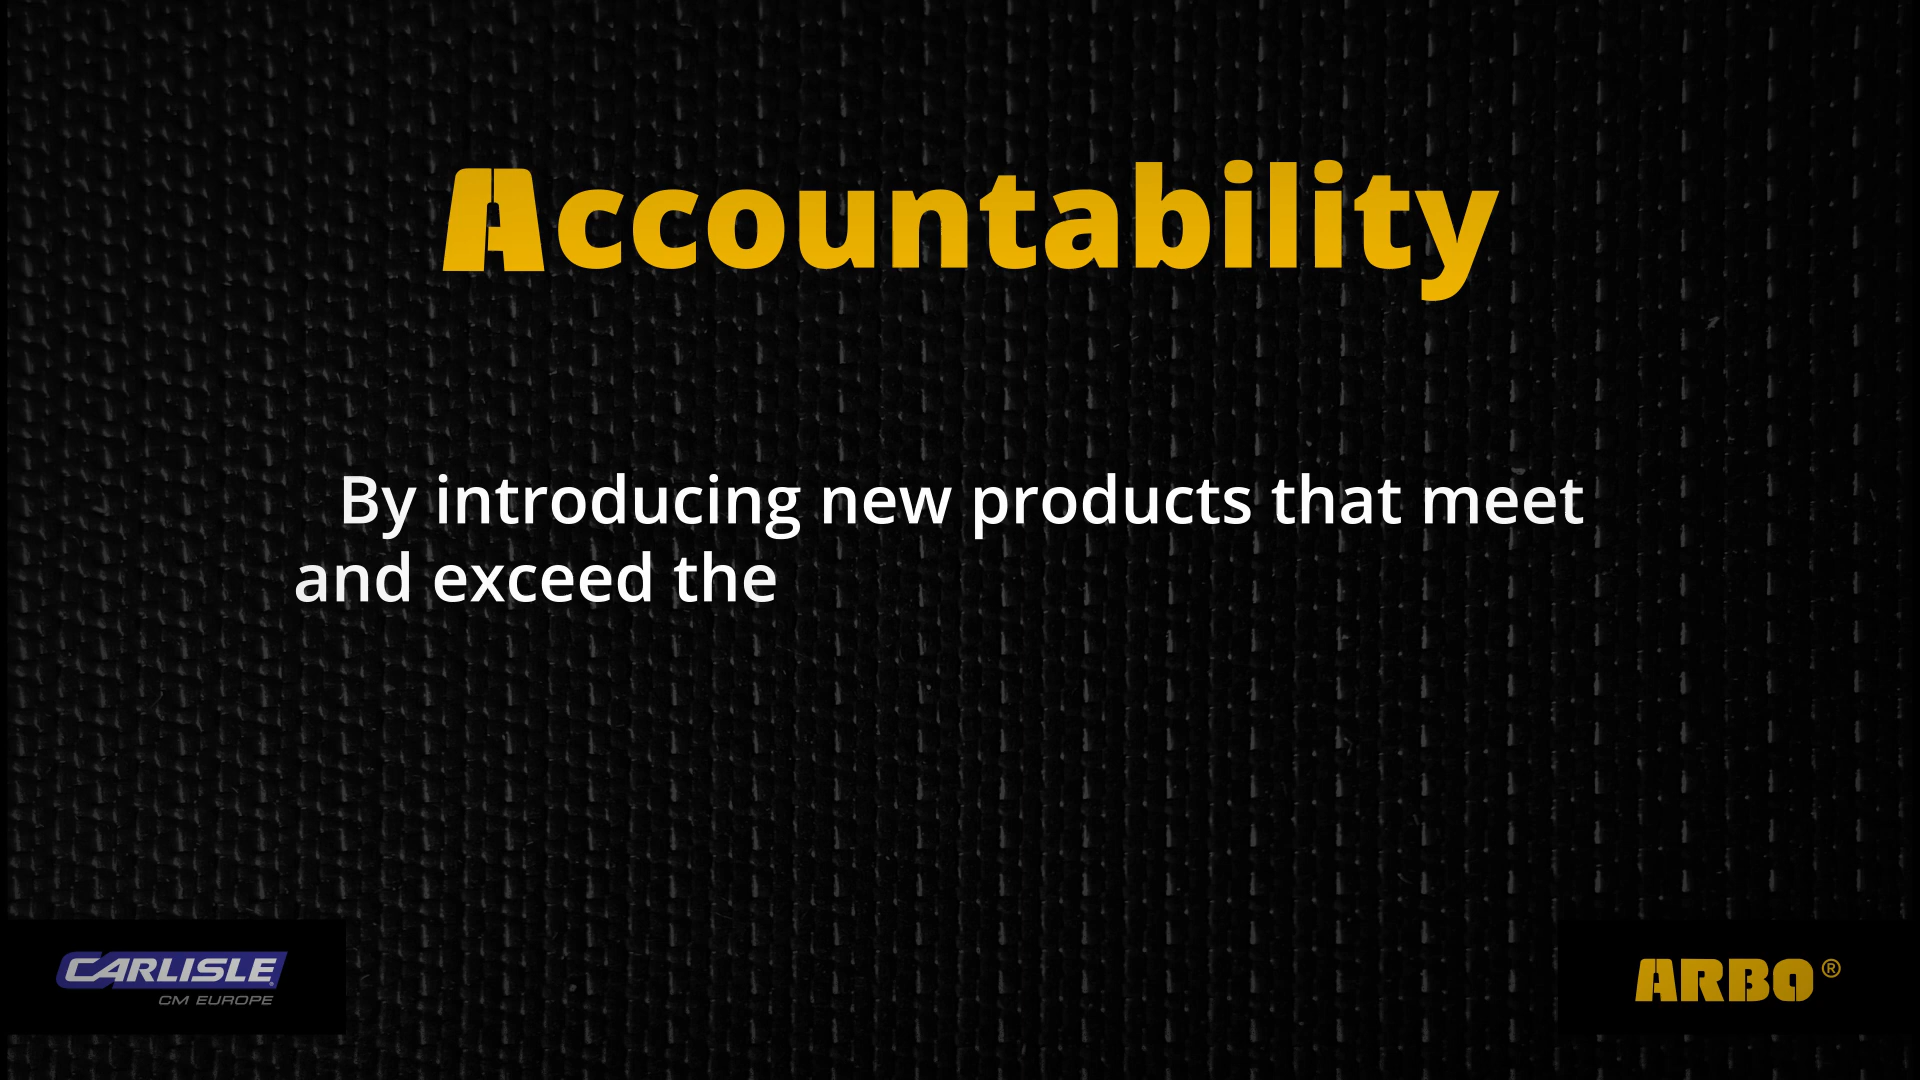 Accountability
By introducing new products that meet
and exceed the
CARLISLE
CM EUROPE
ARBO®